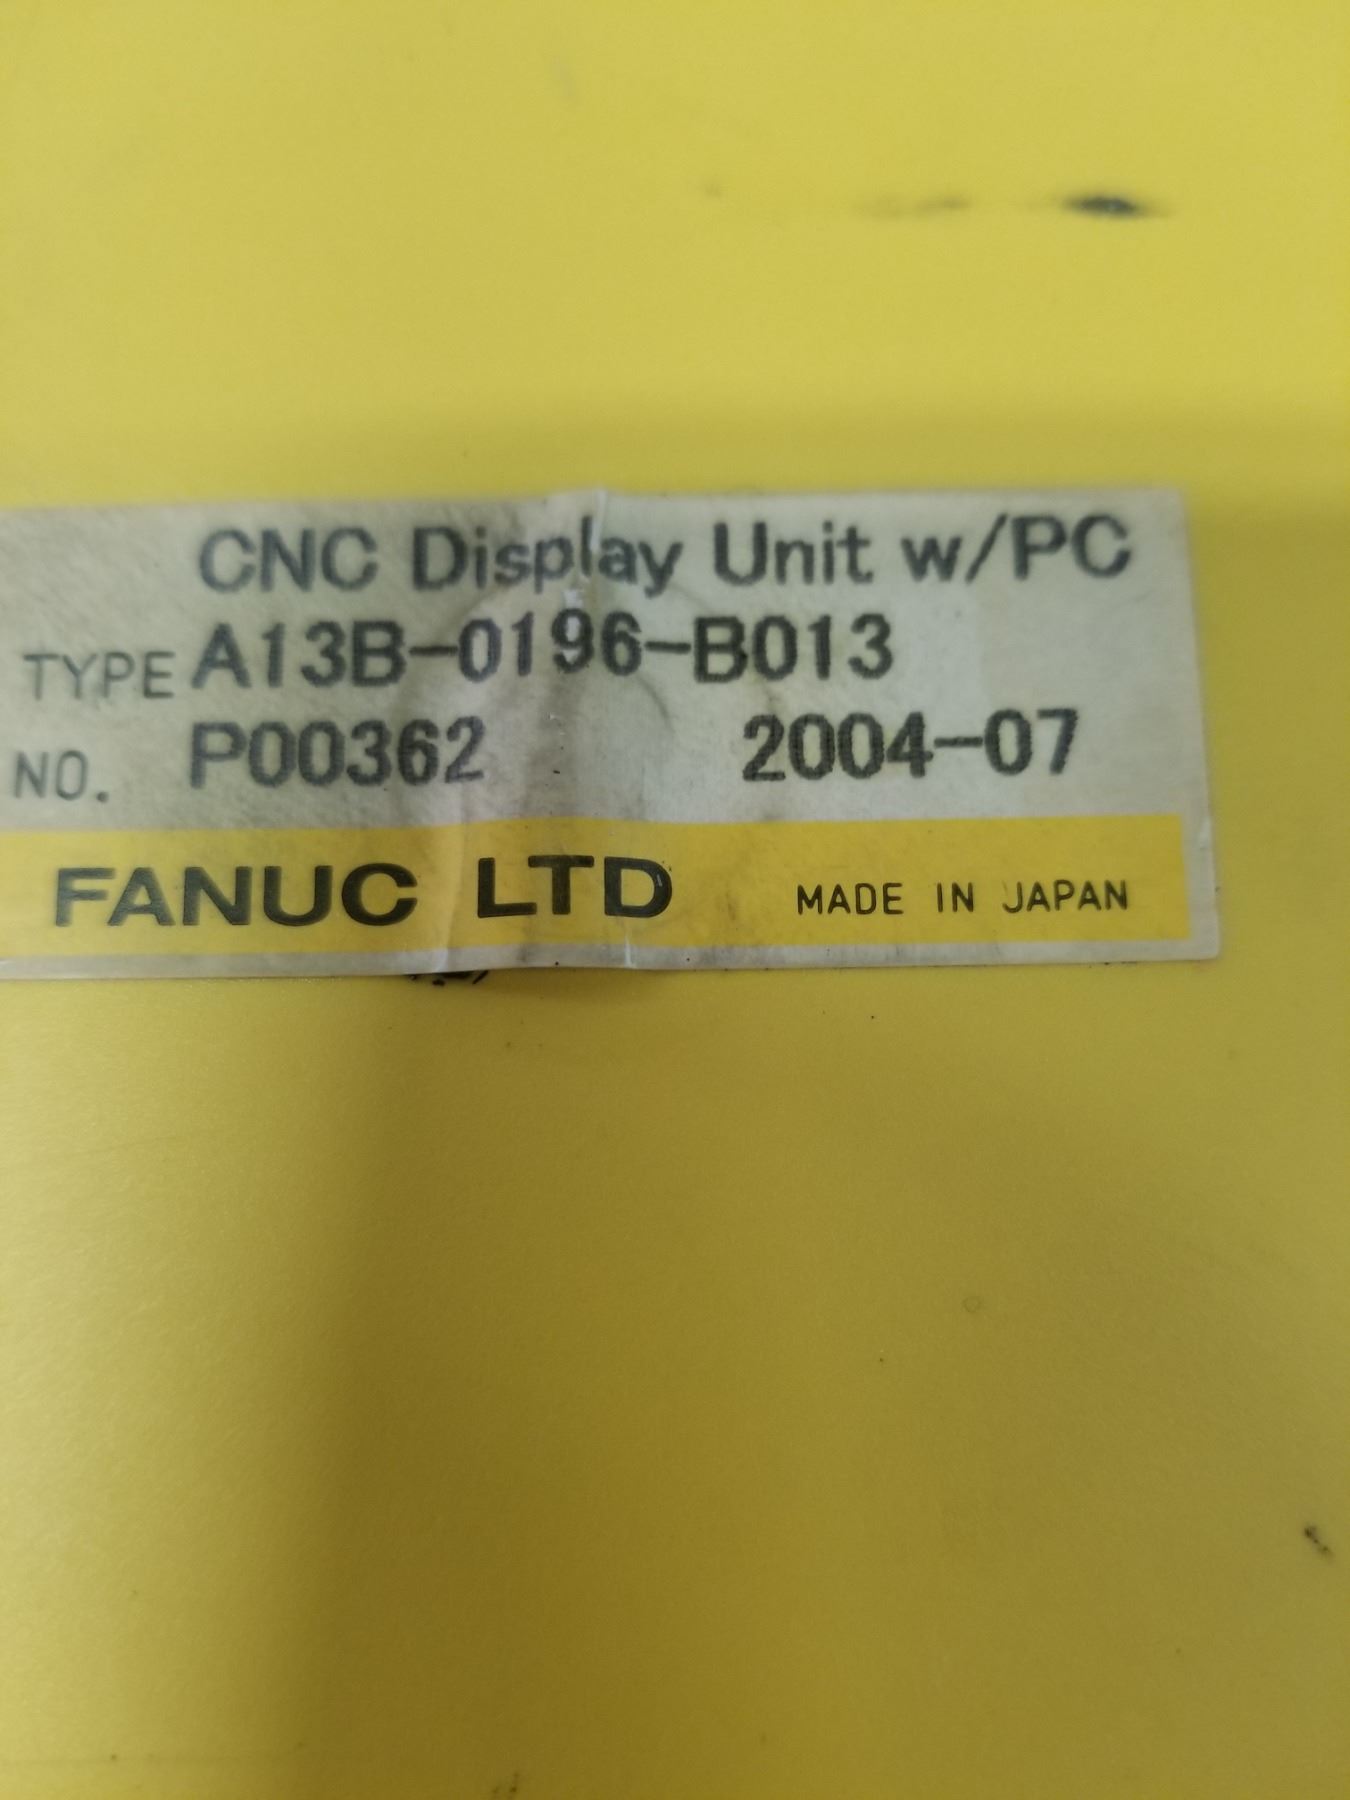 CNC Display Unit w/PC
TYPE A13B-0196-B013
NO. P00362 2004-07
FANUC LTD MADE IN JAPAN